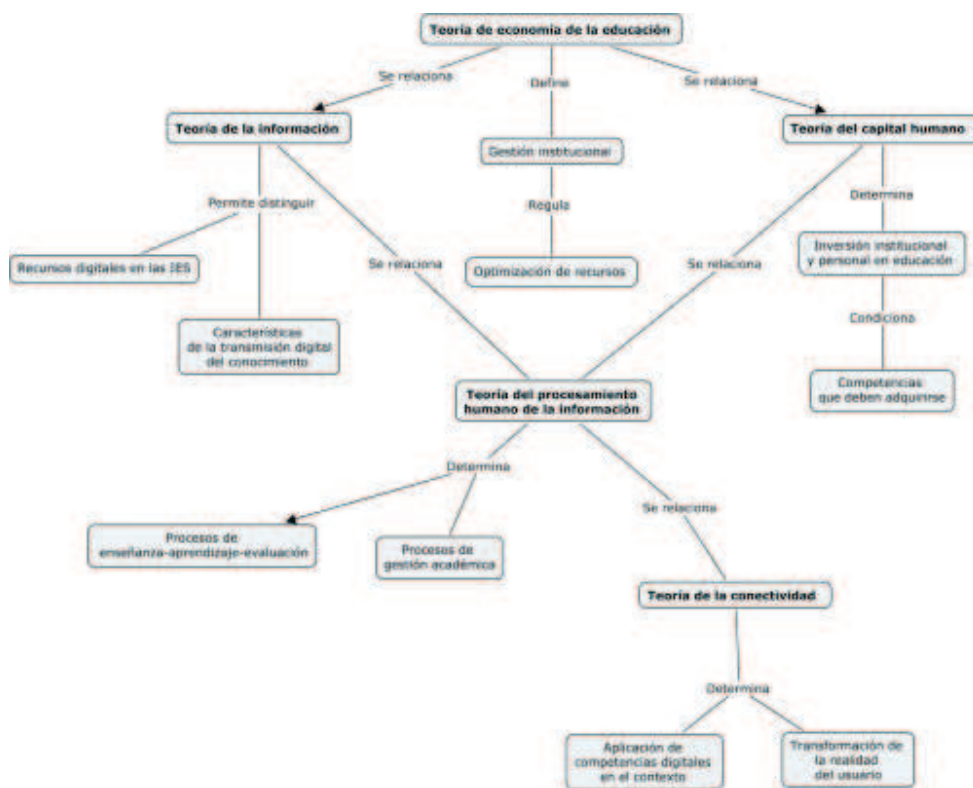 Teoría de economía de la educación
Se relaciona
Define
Se relaciona
Teoría de la información
Gestión institucional
Teoría del capital humano
Permite distinguir
Regula
Determina
Recursos digitales en las IES
Se relaciona
Optimización de recursos
Se relaciona
Inversión institucional
y personal en educación
Características
de la transmisión digital
del conocimiento
Condiciona
Teoría del procesamiento
humano de la información
Competencias
que deben adquirirse
Determina
Se relaciona
Procesos de
enseñanza-aprendizaje-evaluación
Procesos de
gestión académica
Teoría de la conectividad
Determina
Aplicación de
competencias digitales
en el contexto
Transformación de
la realidad
del usuario